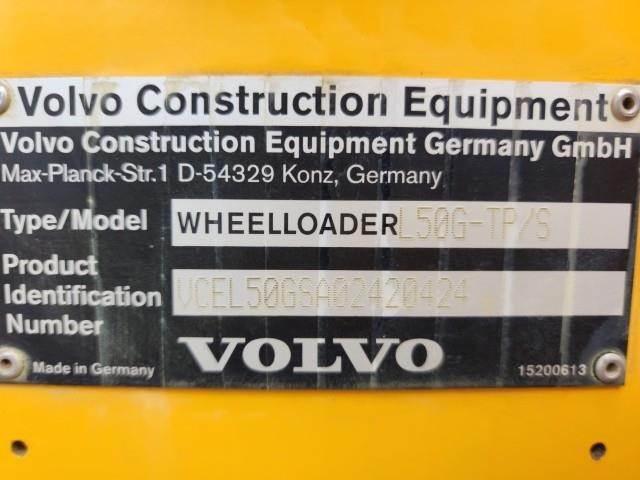 Volvo Construction Equipment
Volvo Construction Equipment Germany GmbH
Max-Planck-Str.1 D-54329 Konz, Germany
Type/Model WHEELLOADER L50G-TP/S
Product
Identification VCEL50GSA02420424
Number
VOLVO
Made in Germany 15200613